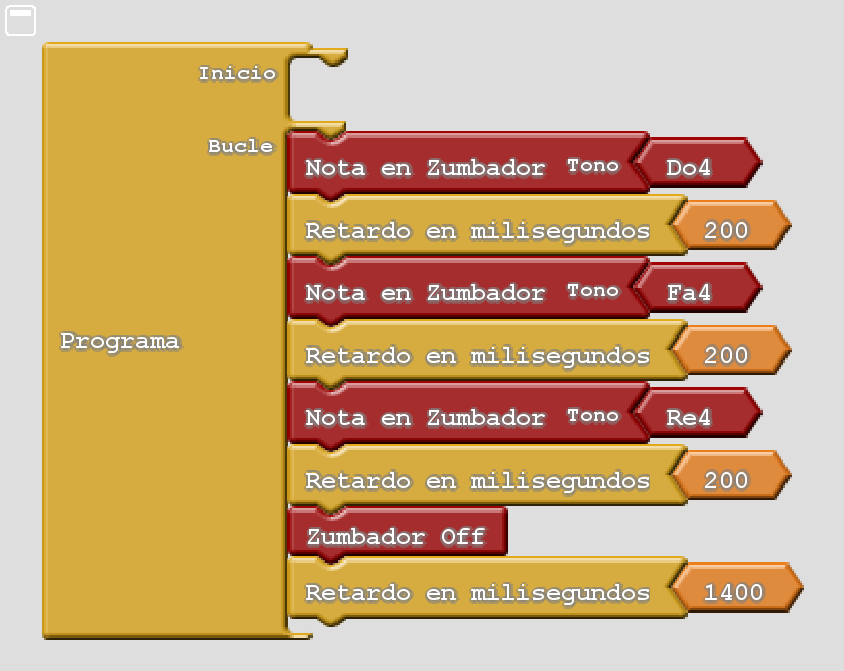 Inicio
Bucle
Nota en Zumbador Tono Do4
Retardo en milisegundos 200
Nota en Zumbador Tono Fa4
Programa
Retardo en milisegundos 200
Nota en Zumbador Tono Re4
Retardo en milisegundos 200
Zumbador Off
Retardo en milisegundos 1400